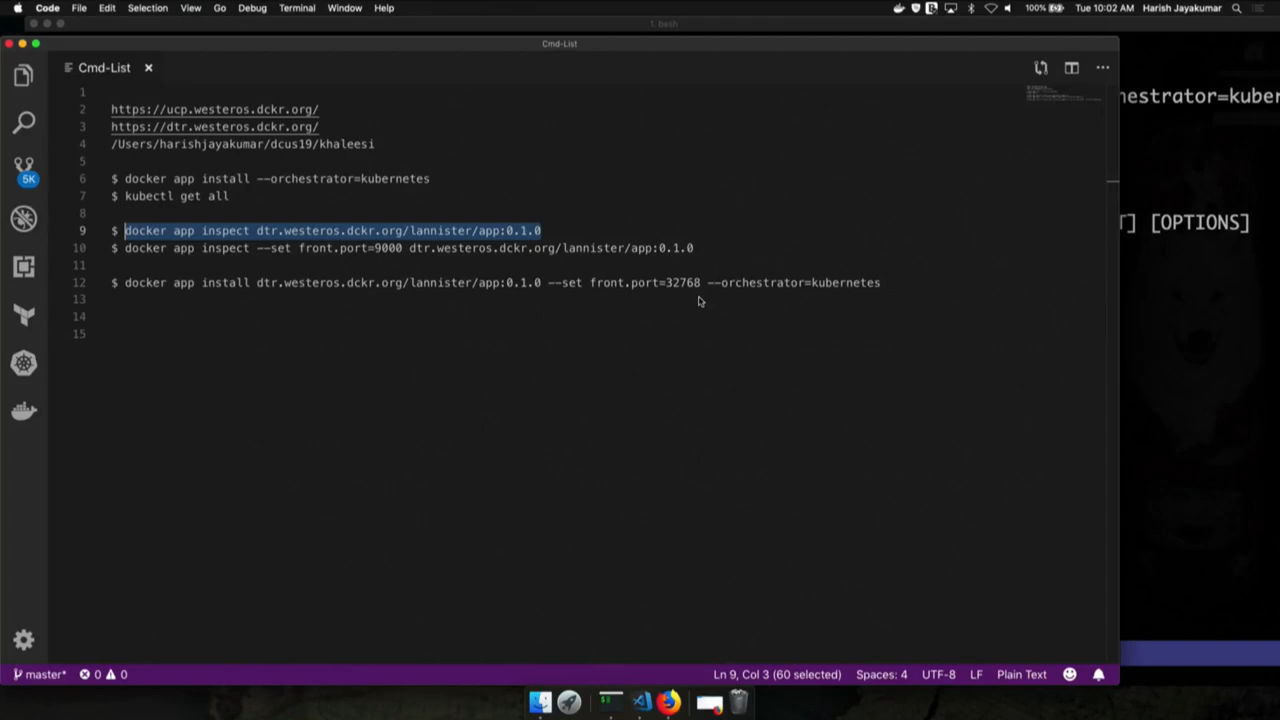 Code File Edit Selection View Go Debug Terminal Window Help 100% Tue 10:02 AM Harish Jayakumar
1. bash
Cmd-List
Cmd-List
1
2 https://ucp.westeros.dckr.org/
3 https://dtr.westeros.dckr.org/
4 /Users/harishjayakumar/dcus19/khaleesi
5
6 $ docker app install --orchestrator=kubernetes
7 $ kubectl get all
8
9 $ docker app inspect dtr.westeros.dckr.org/lannister/app:0.1.0
10 $ docker app inspect --set front.port=9000 dtr.westeros.dckr.org/lannister/app:0.1.0
11
12 $ docker app install dtr.westeros.dckr.org/lannister/app:0.1.0 --set front.port=32768 --orchestrator=kubernetes
13
14
15
5K
nestrator=kuber
T] [OPTIONS]
master* 0 0 Ln 9, Col 3 (60 selected) Spaces: 4 UTF-8 LF Plain Text